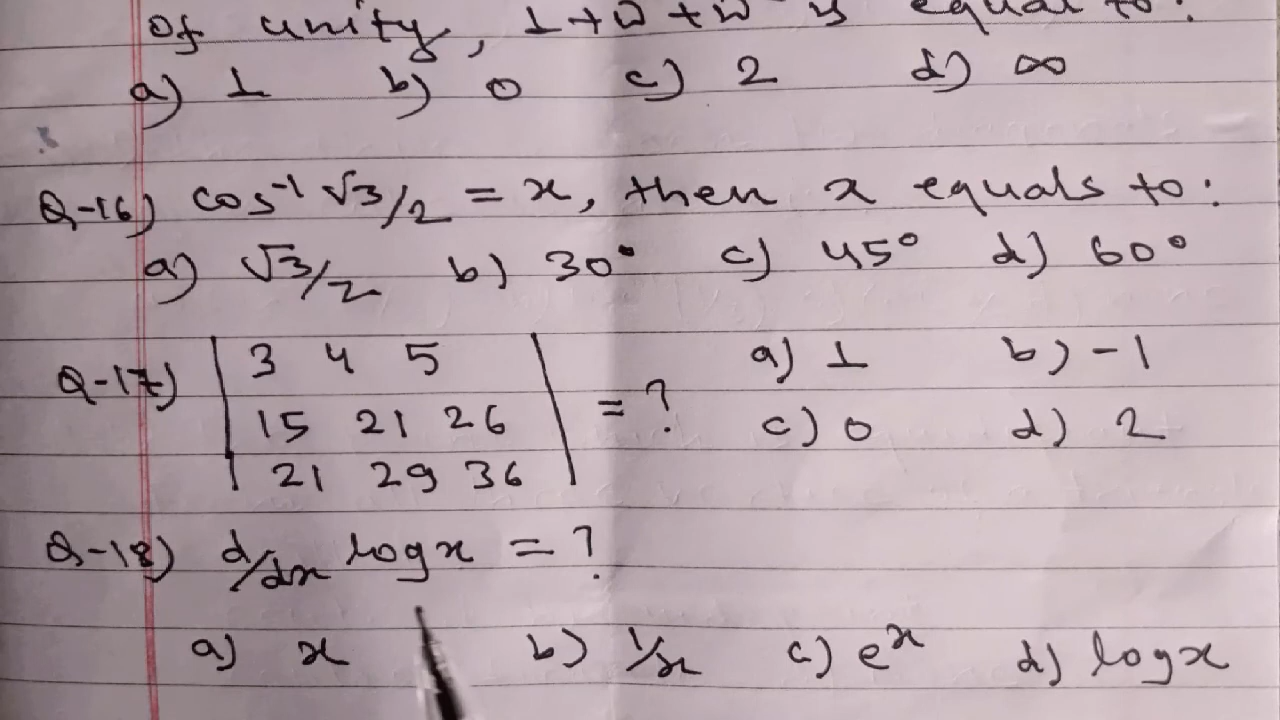 of unity, 1+ω+ω² is equal to:
a) 1 b) 0 c) 2 d) ∞
Q-16) cos⁻¹ √3/2 = x, then x equals to:
a) √3/2 b) 30° c) 45° d) 60°
Q-17) | 3 4 5 | = ? a) 1 b) -1
15 21 26 c) 0 d) 2
21 29 36
Q-18) d/dx logx = ?
a) x b) 1/x c) eˣ d) logx